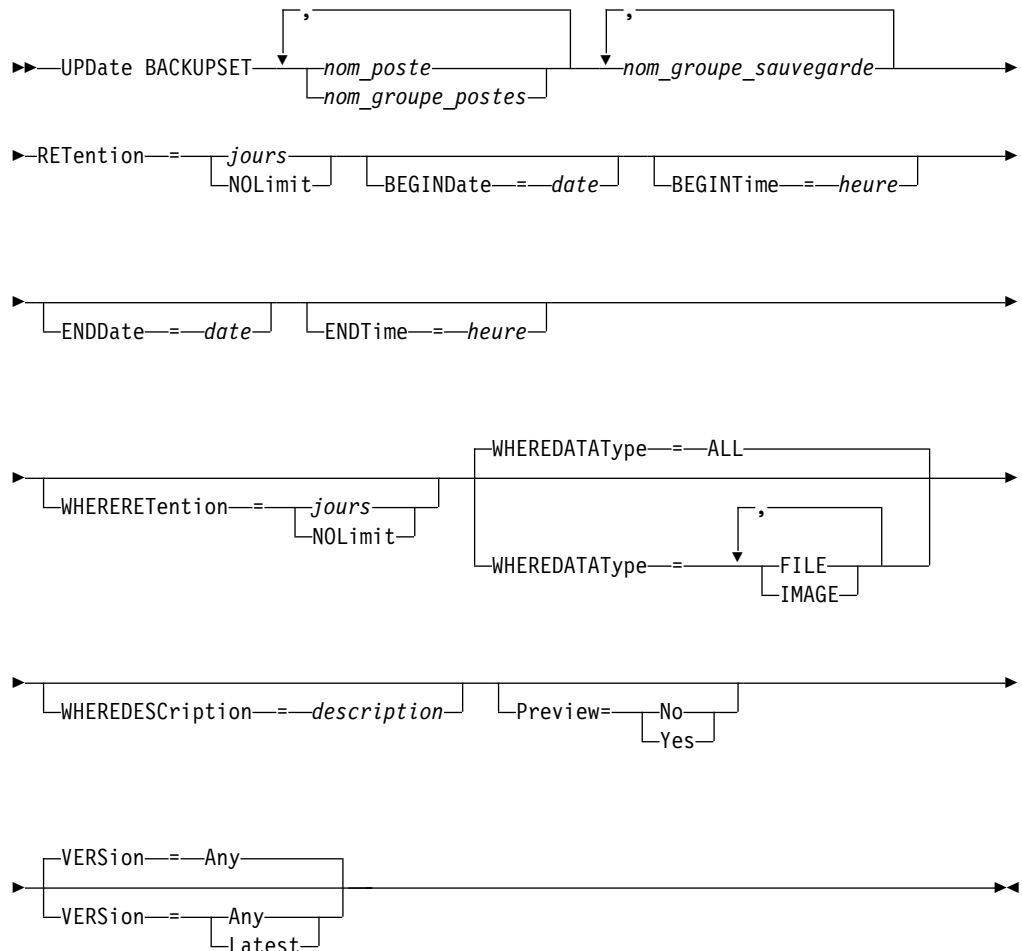 ,
,
UPDate BACKUPSET nom_poste nom_groupe_sauvegarde
nom_groupe_postes
RETention = jours
NOLimit
BEGINDate = date
BEGINTime = heure
ENDDate = date
ENDTime = heure
WHERERETention = jours
NOLimit
WHEREDATAType = ALL
,
WHEREDATAType = FILE
IMAGE
WHEREDESCription = description
Preview= No
Yes
VERSion = Any
VERSion = Any
Latest